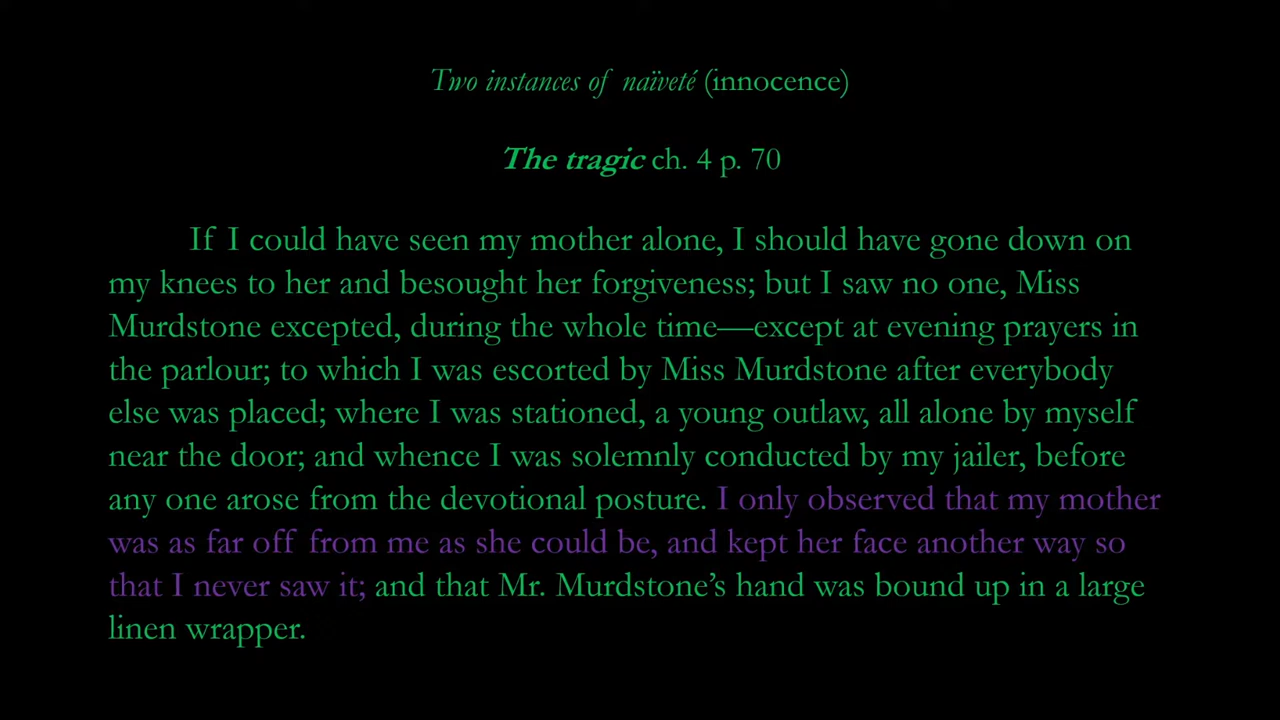 Two instances of naïveté (innocence)
The tragic ch. 4 p. 70
If I could have seen my mother alone, I should have gone down on
my knees to her and besought her forgiveness; but I saw no one, Miss
Murdstone excepted, during the whole time—except at evening prayers in
the parlour; to which I was escorted by Miss Murdstone after everybody
else was placed; where I was stationed, a young outlaw, all alone by myself
near the door; and whence I was solemnly conducted by my jailer, before
any one arose from the devotional posture. I only observed that my mother
was as far off from me as she could be, and kept her face another way so
that I never saw it; and that Mr. Murdstone’s hand was bound up in a large
linen wrapper.